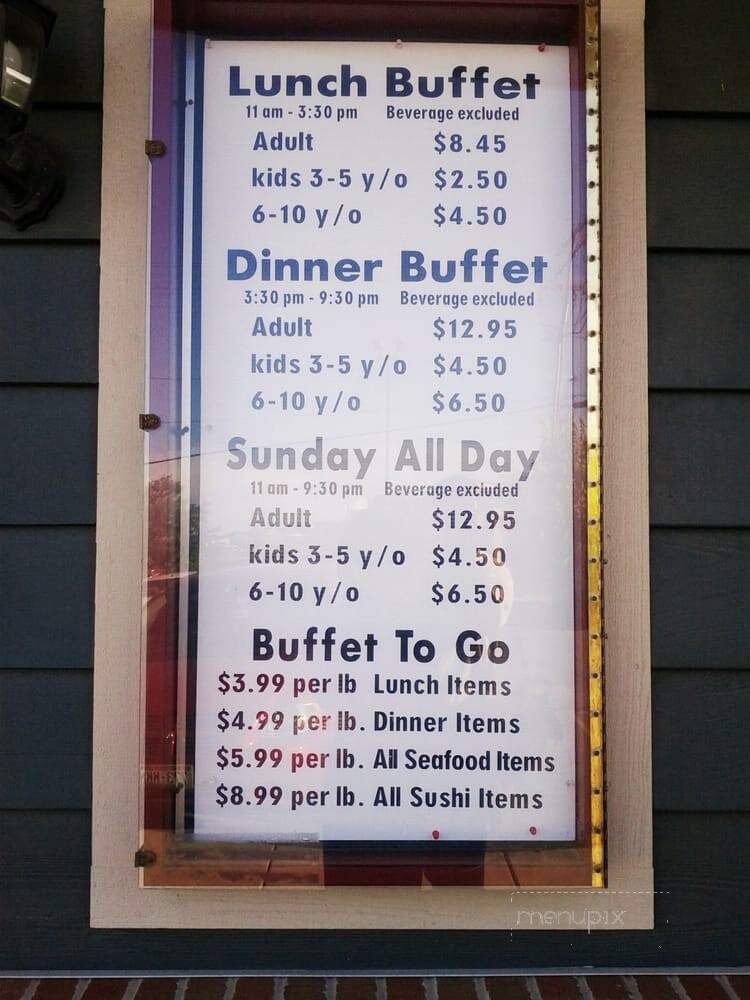 Lunch Buffet
11 am - 3:30 pm Beverage excluded
Adult $8.45
kids 3-5 y/o $2.50
6-10 y/o $4.50
Dinner Buffet
3:30 pm - 9:30 pm Beverage excluded
Adult $12.95
kids 3-5 y/o $4.50
6-10 y/o $6.50
Sunday All Day
11 am - 9:30 pm Beverage excluded
Adult $12.95
kids 3-5 y/o $4.50
6-10 y/o $6.50
Buffet To Go
$3.99 per lb Lunch Items
$4.99 per lb. Dinner Items
$5.99 per lb. All Seafood Items
$8.99 per lb. All Sushi Items
menupix